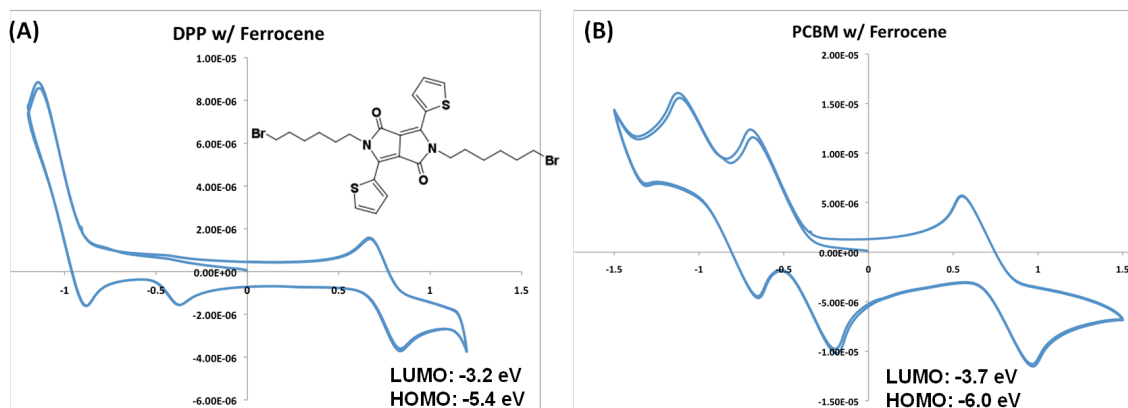 (A)
DPP w/ Ferrocene
1.00E-05
8.00E-06
6.00E-06
4.00E-06
2.00E-06
0.00E+00
-2.00E-06
-4.00E-06
-6.00E-06
-1
-0.5
0
0.5
1
1.5
Br
O
N
S
S
N
O
Br
LUMO: -3.2 eV
HOMO: -5.4 eV
(B)
PCBM w/ Ferrocene
2.00E-05
1.50E-05
1.00E-05
5.00E-06
0.00E+00
-5.00E-06
-1.00E-05
-1.50E-05
-1.5
-1
-0.5
0
0.5
1
1.5
LUMO: -3.7 eV
HOMO: -6.0 eV